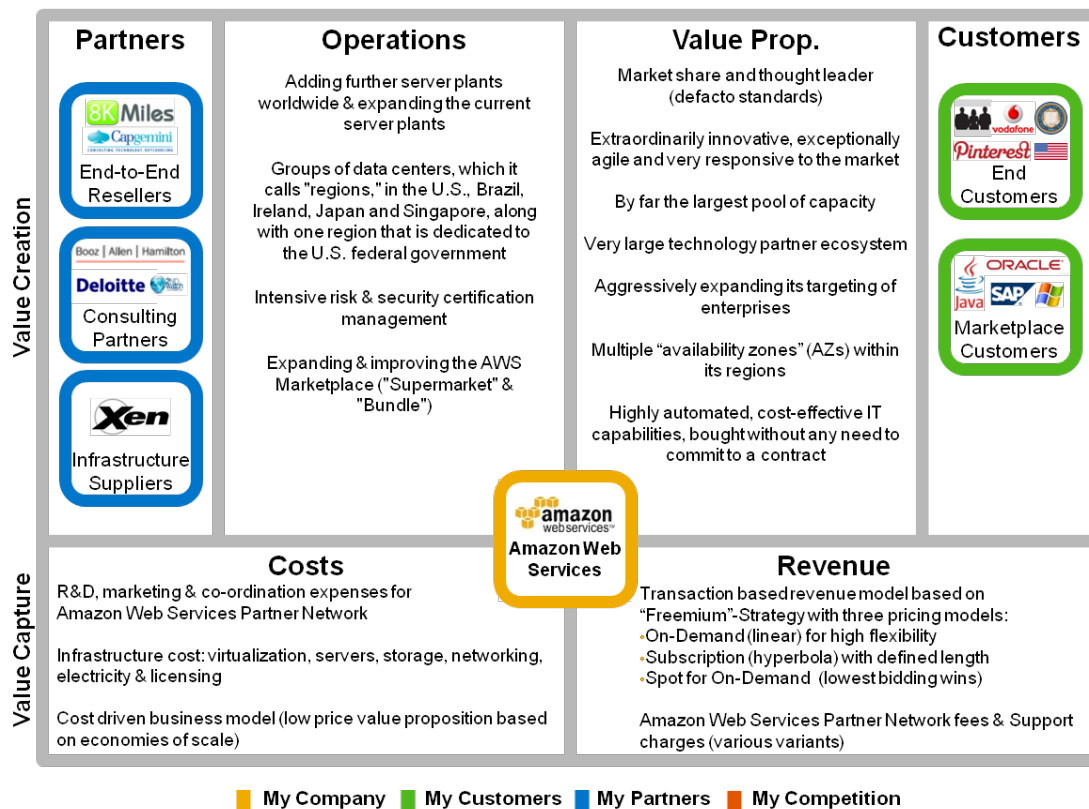 Partners
Operations
Value Prop.
Customers
Value Creation
8K Miles
Capgemini
CONSULTING.TECHNOLOGY.OUTSOURCING
End-to-End
Resellers
Booz | Allen | Hamilton
Deloitte
Consulting
Partners
Xen
Infrastructure
Suppliers
Adding further server plants
worldwide & expanding the current
server plants
Groups of data centers, which it
calls "regions," in the U.S., Brazil,
Ireland, Japan and Singapore, along
with one region that is dedicated to
the U.S. federal government
Intensive risk & security certification
management
Expanding & improving the AWS
Marketplace ("Supermarket" &
"Bundle")
Market share and thought leader
(defacto standards)
Extraordinarily innovative, exceptionally
agile and very responsive to the market
By far the largest pool of capacity
Very large technology partner ecosystem
Aggressively expanding its targeting of
enterprises
Multiple “availability zones” (AZs) within
its regions
Highly automated, cost-effective IT
capabilities, bought without any need to
commit to a contract
vodafone
Pinterest
End
Customers
Java
ORACLE
SAP
Marketplace
Customers
amazon
webservices™
Amazon Web
Services
Value Capture
Costs
R&D, marketing & co-ordination expenses for
Amazon Web Services Partner Network
Infrastructure cost: virtualization, servers, storage, networking,
electricity & licensing
Cost driven business model (low price value proposition based
on economies of scale)
Revenue
Transaction based revenue model based on
“Freemium”-Strategy with three pricing models:
•On-Demand (linear) for high flexibility
•Subscription (hyperbola) with defined length
•Spot for On-Demand (lowest bidding wins)
Amazon Web Services Partner Network fees & Support
charges (various variants)
My Company
My Customers
My Partners
My Competition